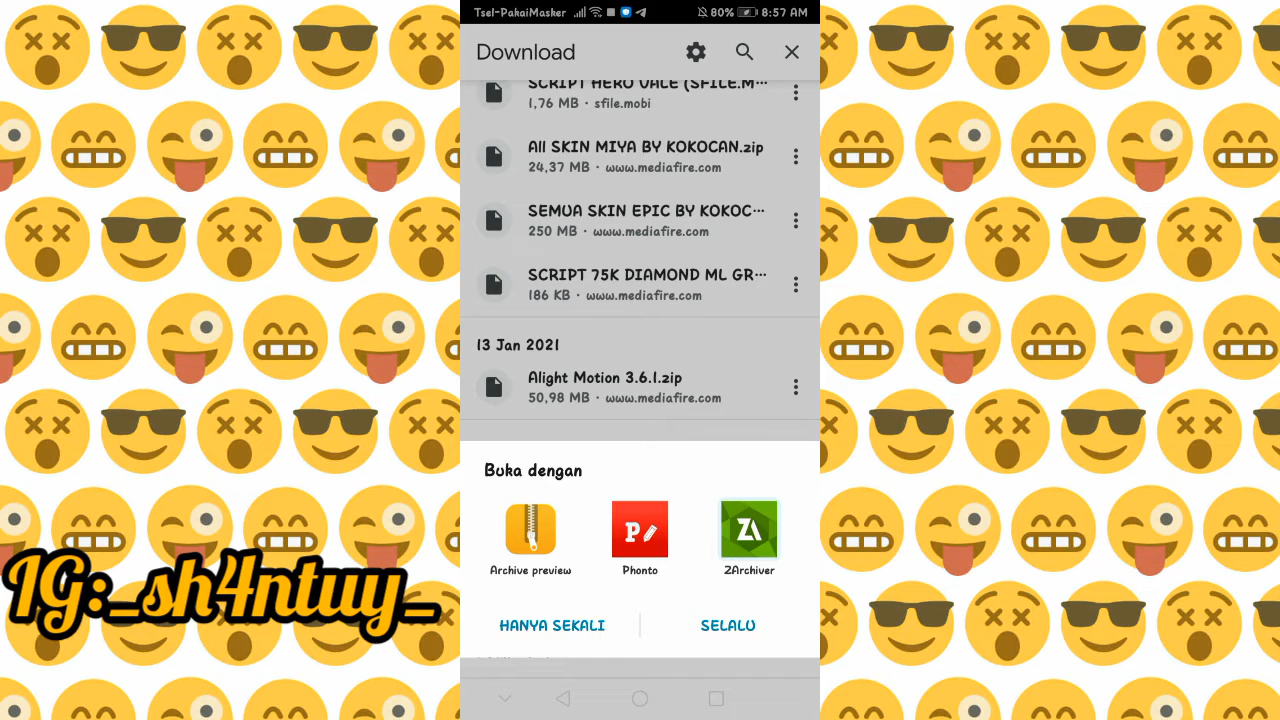 Tsel-PakaiMasker
80% 8:57 AM
Download
SCRIPT HERO VALE (SFILE.M...
1,76 MB · sfile.mobi
All SKIN MIYA BY KOKOCAN.zip
24,37 MB · www.mediafire.com
SEMUA SKIN EPIC BY KOKOC...
250 MB · www.mediafire.com
SCRIPT 75K DIAMOND ML GR...
186 KB · www.mediafire.com
13 Jan 2021
Alight Motion 3.6.1.zip
50,98 MB · www.mediafire.com
Buka dengan
P
ZA
Archive preview Phonto ZArchiver
IG:_sh4ntuy_
HANYA SEKALI SELALU